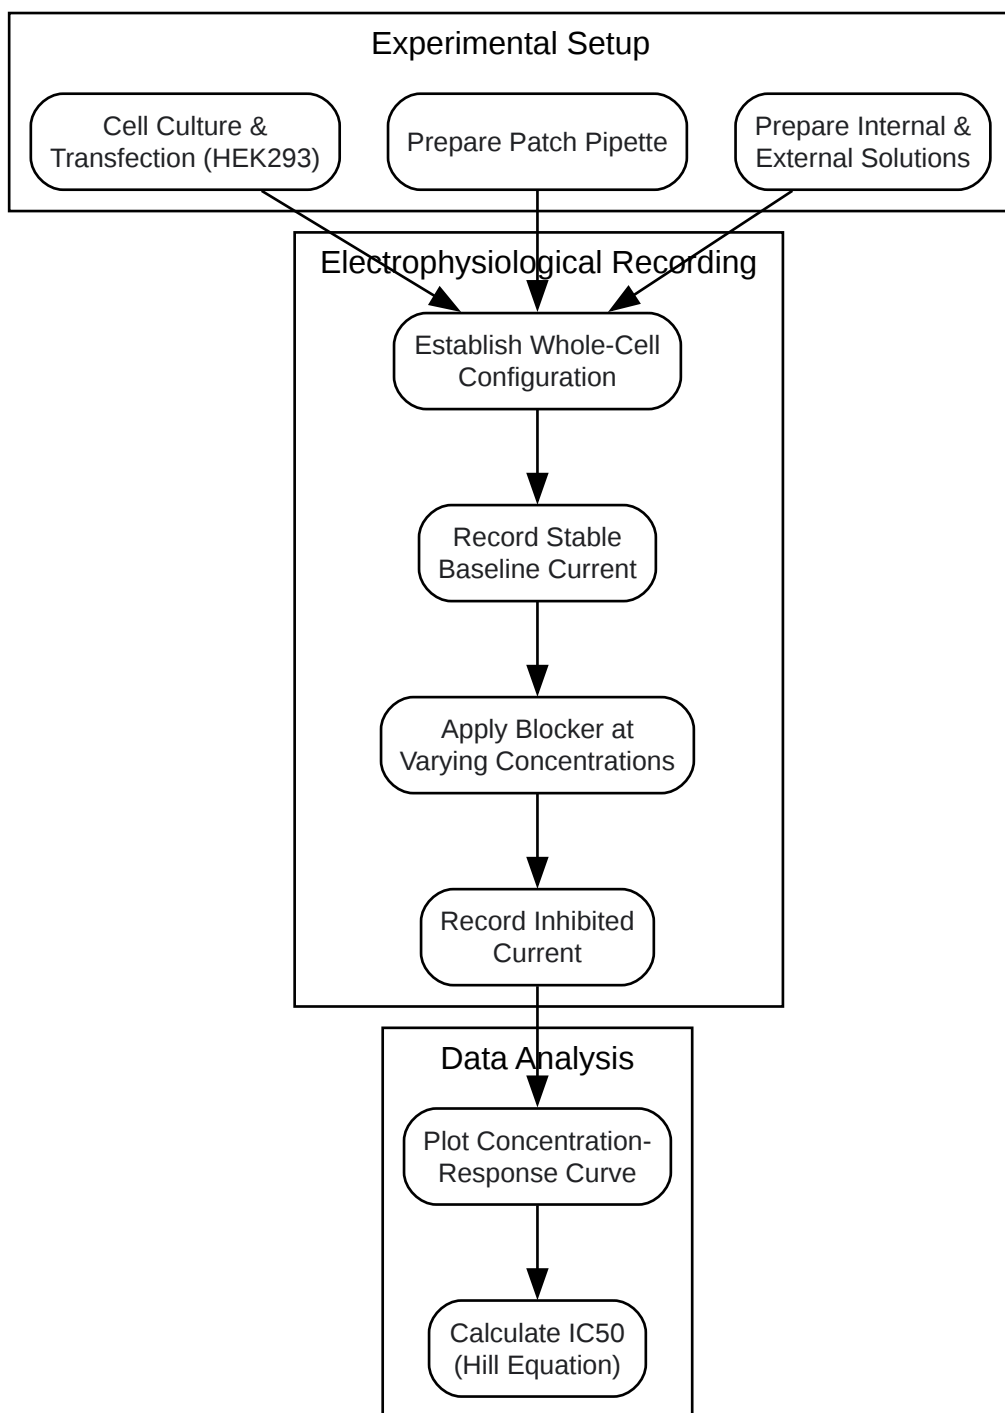 Experimental Setup
Cell Culture &
Transfection (HEK293)
Prepare Patch Pipette
Prepare Internal &
External Solutions
Electrophysiological Recording
Establish Whole-Cell
Configuration
Record Stable
Baseline Current
Apply Blocker at
Varying Concentrations
Record Inhibited
Current
Data Analysis
Plot Concentration-
Response Curve
Calculate IC50
(Hill Equation)